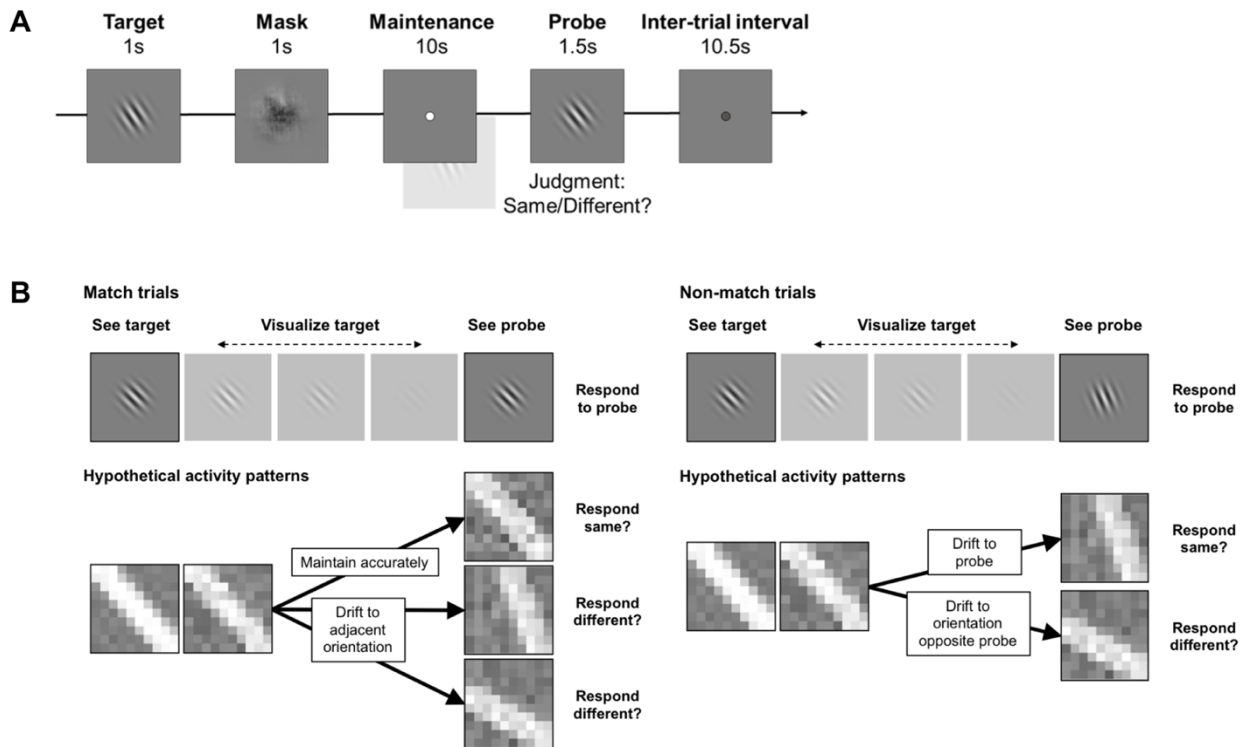 A
Target Mask Maintenance Probe Inter-trial interval
1s 1s 10s 1.5s 10.5s
Judgment:
Same/Different?
B
Match trials
See target Visualize target See probe
Respond
to probe
Hypothetical activity patterns
Maintain accurately
Drift to
adjacent
orientation
Respond
same?
Respond
different?
Respond
different?
Non-match trials
See target Visualize target See probe
Respond
to probe
Hypothetical activity patterns
Drift to
probe
Drift to
orientation
opposite probe
Respond
same?
Respond
different?